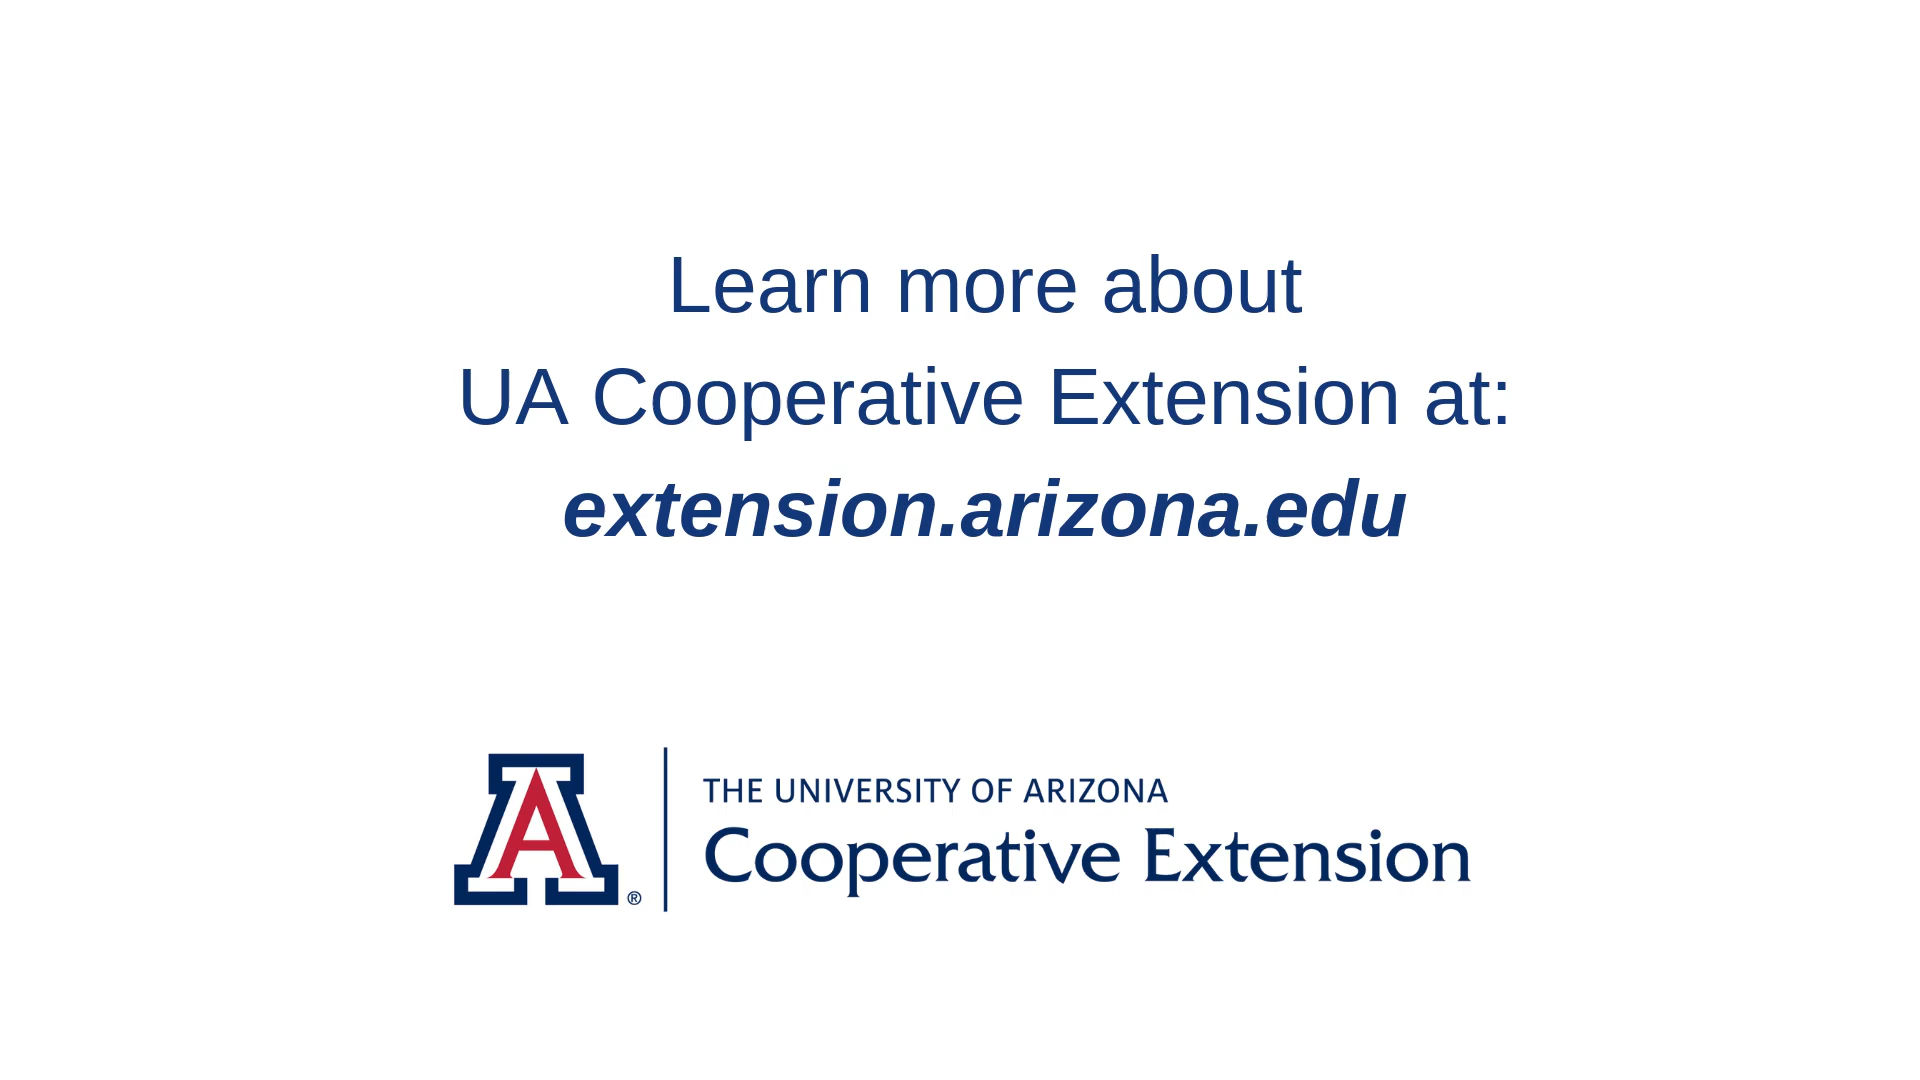 Learn more about
UA Cooperative Extension at:
extension.arizona.edu
A ®
THE UNIVERSITY OF ARIZONA
Cooperative Extension